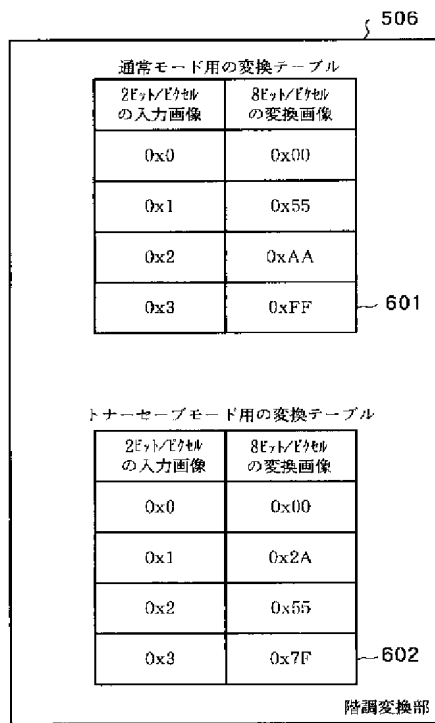 506
通常モード用の変換テーブル
2ビット/ピクセル 8ビット/ピクセル
の入力画像 の変換画像
0x0 0x00
0x1 0x55
0x2 0xAA
0x3 0xFF
601
トナーセーブモード用の変換テーブル
2ビット/ピクセル 8ビット/ピクセル
の入力画像 の変換画像
0x0 0x00
0x1 0x2A
0x2 0x55
0x3 0x7F
602
階調変換部